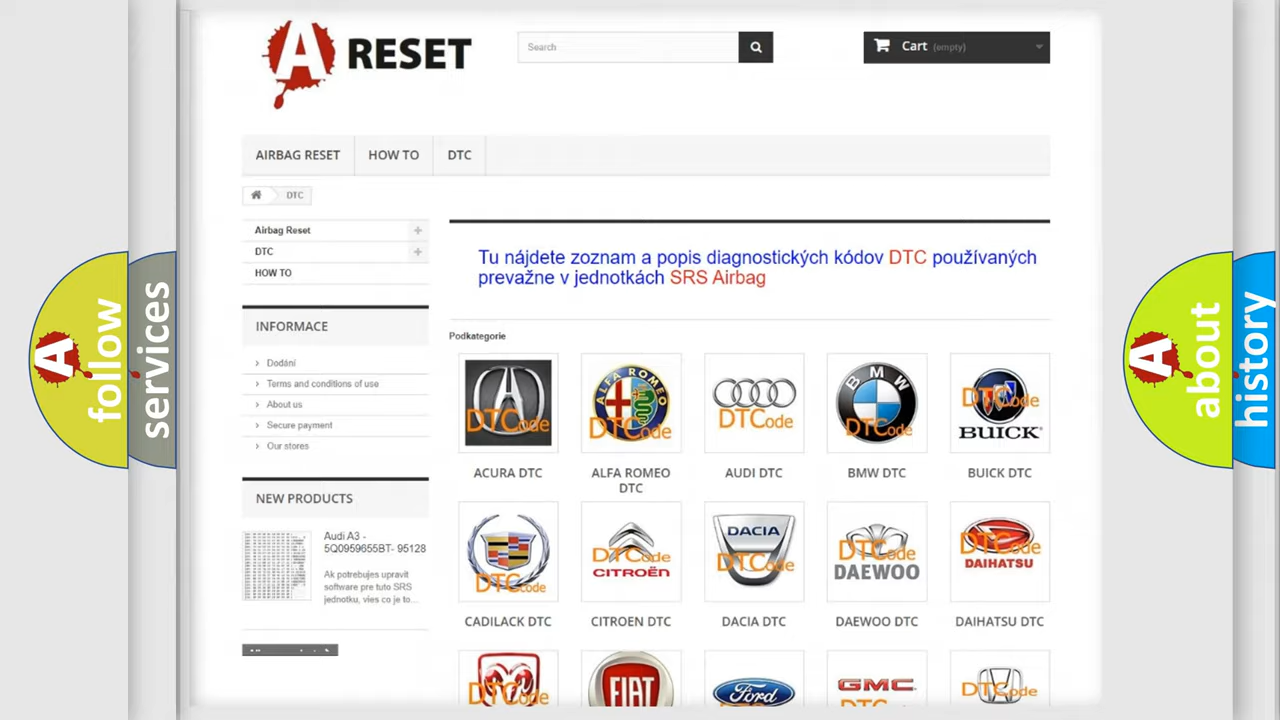 A RESET
Search
Cart (empty)
AIRBAG RESET
HOW TO
DTC
DTC
Airbag Reset
DTC
HOW TO
INFORMACE
Dodání
Terms and conditions of use
About us
Secure payment
Our stores
NEW PRODUCTS
Audi A3 -
5Q0959655BT- 95128
Ak potrebujes upravit
software pre tuto SRS
jednotku, vies co je to...
Tu nájdete zoznam a popis diagnostických kódov DTC používaných
prevažne v jednotkách SRS Airbag
Podkategorie
DTCode
ALFA ROMEO
DTCode
DTCode
BMW
DTCode
DTCode
BUICK
ACURA DTC
ALFA ROMEO
DTC
AUDI DTC
BMW DTC
BUICK DTC
DTCode
DTCode
CITROËN
DACIA
DTCode
DTCode
DAEWOO
DTCode
DAIHATSU
CADILACK DTC
CITROEN DTC
DACIA DTC
DAEWOO DTC
DAIHATSU DTC
DTCode
FIAT
Ford
GMC
DTCode
A follow
services
A about
history